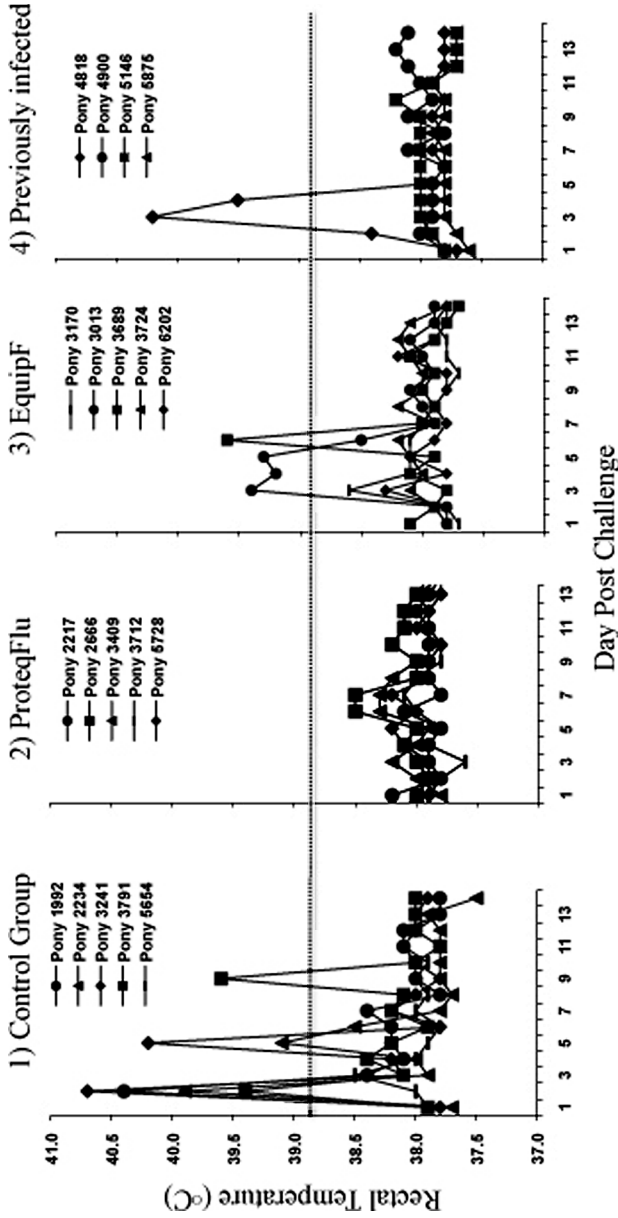 1) Control Group
Pony 1992
Pony 2234
Pony 3241
Pony 3791
Pony 5654
2) ProteqFlu
Pony 2217
Pony 2666
Pony 3409
Pony 3712
Pony 5728
3) EquipF
Pony 3170
Pony 3013
Pony 3689
Pony 3724
Pony 6202
4) Previously infected
Pony 4818
Pony 4900
Pony 5146
Pony 5875
Rectal Temperature (°C)
41.0
40.5
40.0
39.5
39.0
38.5
38.0
37.5
37.0
1 3 5 7 9 11 13
1 3 5 7 9 11 13
1 3 5 7 9 11 13
1 3 5 7 9 11 13
Day Post Challenge